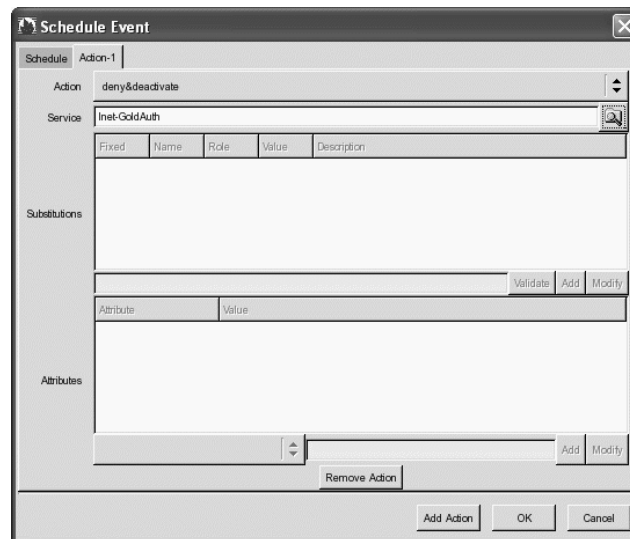 Schedule Event
Schedule Action-1
Action deny&deactivate
Service Inet-GoldAuth
Fixed Name Role Value Description
Substitutions
Validate Add Modify
Attribute Value
Attributes
Add Modify
Remove Action
Add Action OK Cancel